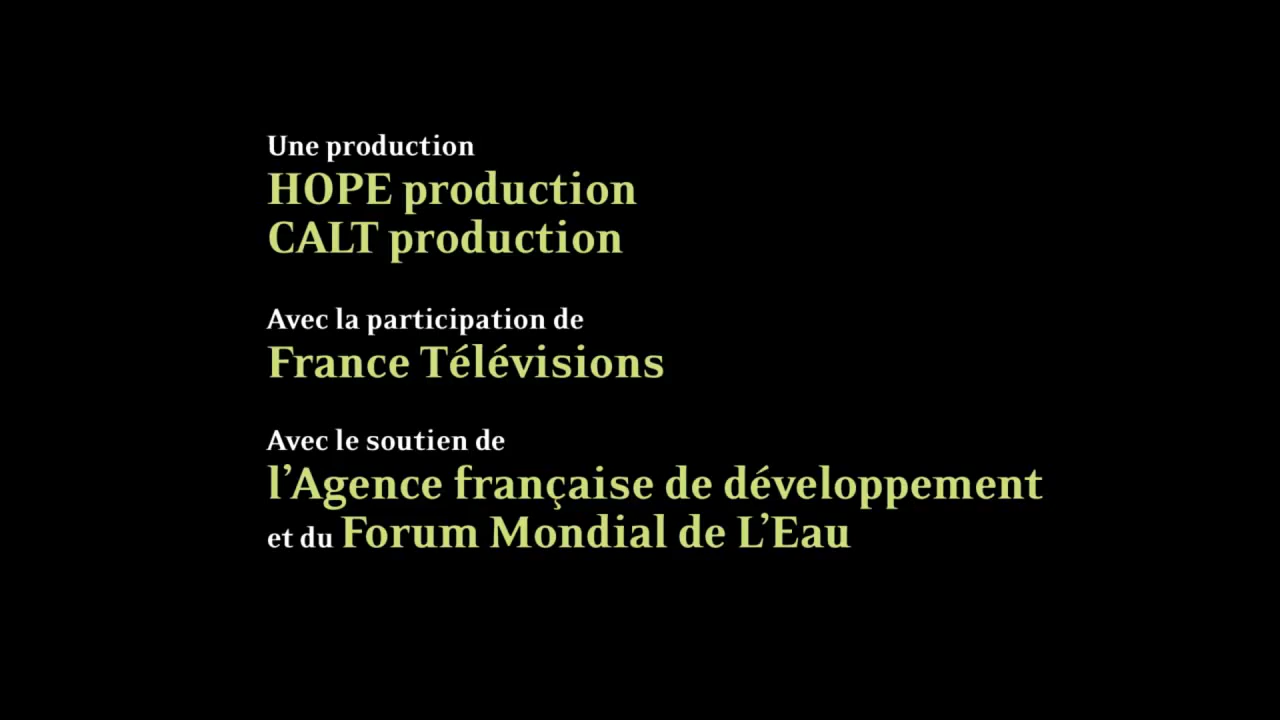 Une production
HOPE production
CALT production
Avec la participation de
France Télévisions
Avec le soutien de
l’Agence française de développement
et du Forum Mondial de L’Eau